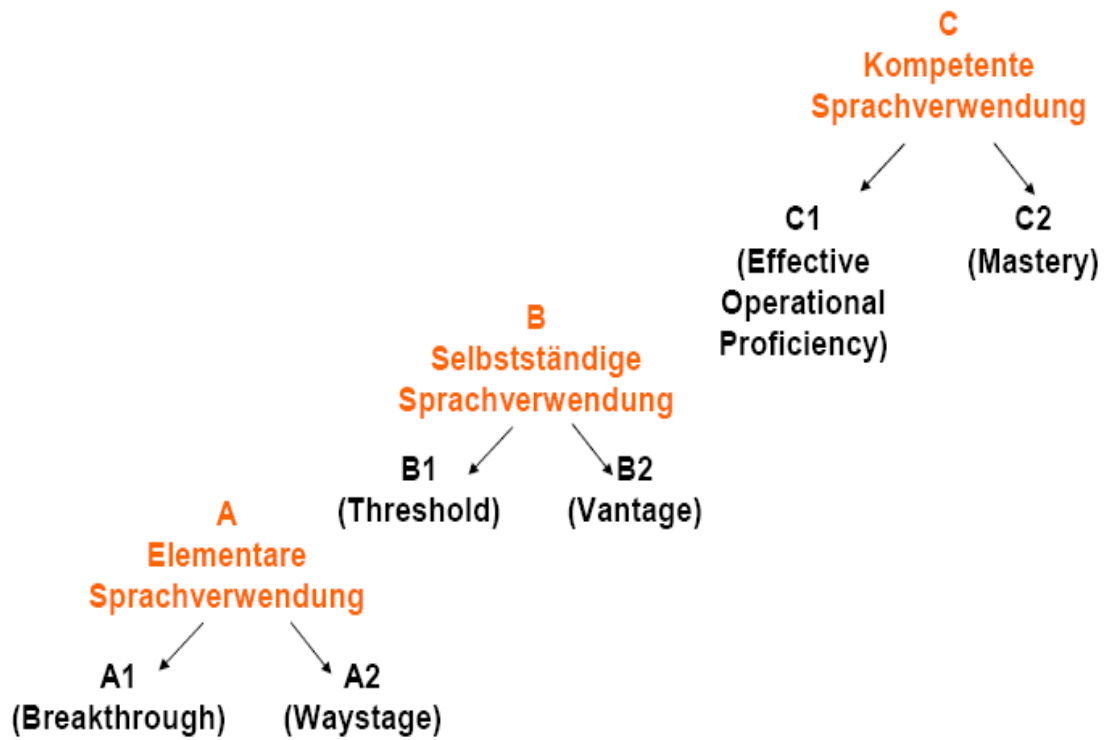 C
Kompetente
Sprachverwendung
C1
(Effective
Operational
Proficiency)
C2
(Mastery)
B
Selbstständige
Sprachverwendung
B1
(Threshold)
B2
(Vantage)
A
Elementare
Sprachverwendung
A1
(Breakthrough)
A2
(Waystage)